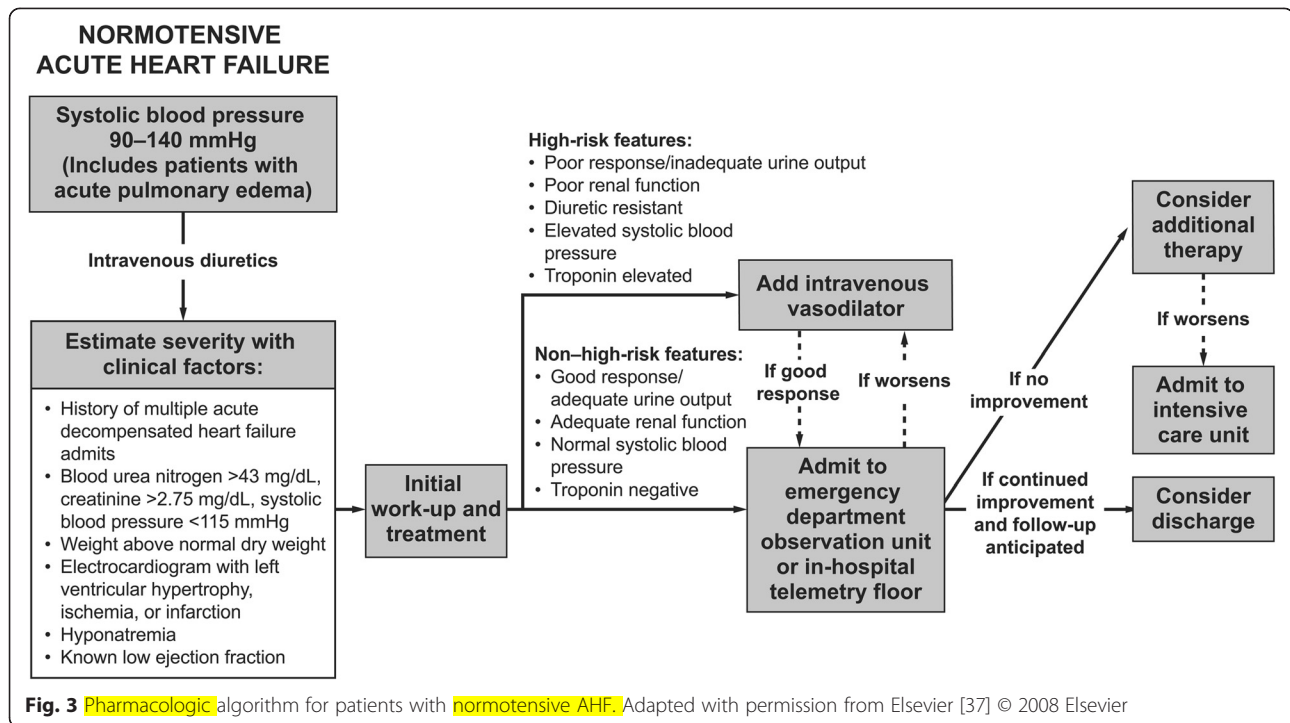 NORMOTENSIVE
ACUTE HEART FAILURE
Systolic blood pressure
90–140 mmHg
(Includes patients with
acute pulmonary edema)
Intravenous diuretics
Estimate severity with
clinical factors:
• History of multiple acute
decompensated heart failure
admits
• Blood urea nitrogen >43 mg/dL,
creatinine >2.75 mg/dL, systolic
blood pressure <115 mmHg
• Weight above normal dry weight
• Electrocardiogram with left
ventricular hypertrophy,
ischemia, or infarction
• Hyponatremia
• Known low ejection fraction
Initial
work-up and
treatment
High-risk features:
• Poor response/inadequate urine output
• Poor renal function
• Diuretic resistant
• Elevated systolic blood
pressure
• Troponin elevated
Non–high-risk features:
• Good response/
adequate urine output
• Adequate renal function
• Normal systolic blood
pressure
• Troponin negative
Add intravenous
vasodilator
If good
response
If worsens
Admit to
emergency
department
observation unit
or in-hospital
telemetry floor
If no
improvement
Consider
additional
therapy
If worsens
Admit to
intensive
care unit
If continued
improvement
and follow-up
anticipated
Consider
discharge
Fig. 3 Pharmacologic algorithm for patients with normotensive AHF. Adapted with permission from Elsevier [37] © 2008 Elsevier